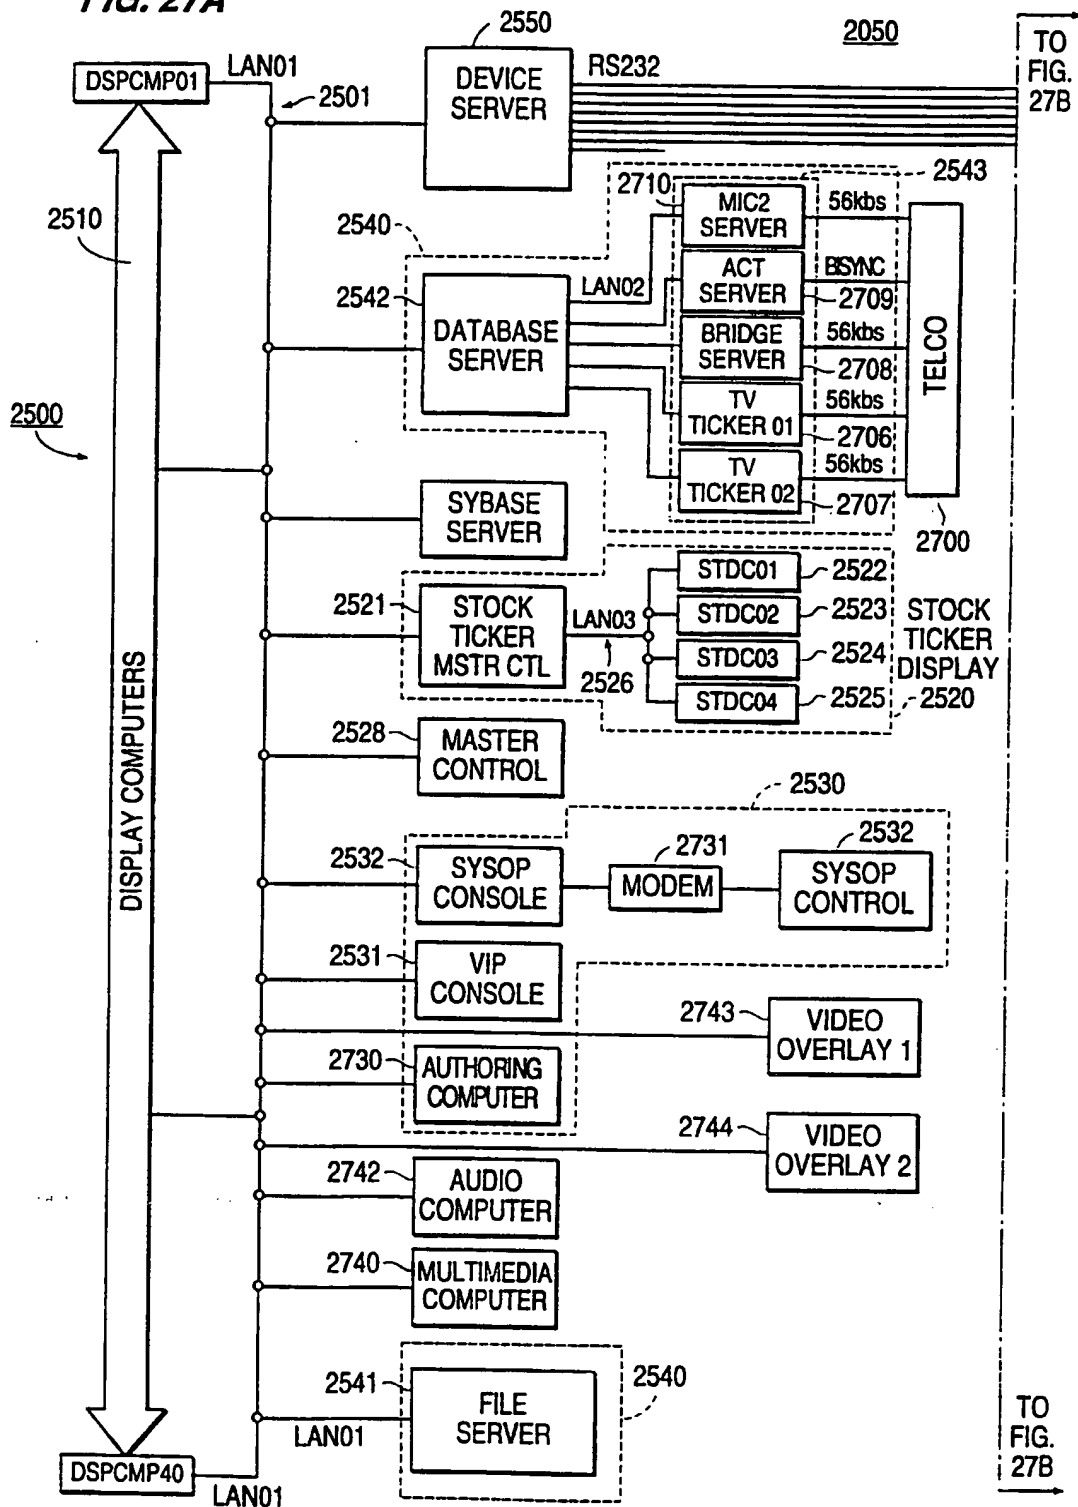 FIG. 27A
2550
2050
TO
FIG.
27B
DSPCMP01
LAN01
2501
DEVICE
SERVER
RS232
2510
2540
2710
2543
MIC2
SERVER
56kbs
2542
LAN02
ACT
SERVER
BISYNC
2709
DATABASE
SERVER
BRIDGE
SERVER
56kbs
2708
TELCO
2500
TV
TICKER 01
56kbs
2706
TV
TICKER 02
56kbs
2707
2700
SYBASE
SERVER
2521
STOCK
TICKER
MSTR CTL
LAN03
2526
STDC01
2522
STDC02
2523
STDC03
2524
STDC04
2525
STOCK
TICKER
DISPLAY
2520
DISPLAY COMPUTERS
2528
MASTER
CONTROL
2530
2532
SYSOP
CONSOLE
2731
MODEM
2532
SYSOP
CONTROL
2531
VIP
CONSOLE
2743
VIDEO
OVERLAY 1
2730
AUTHORING
COMPUTER
2744
VIDEO
OVERLAY 2
2742
AUDIO
COMPUTER
2740
MULTIMEDIA
COMPUTER
2541
FILE
SERVER
2540
LAN01
DSPCMP40
LAN01
TO
FIG.
27B